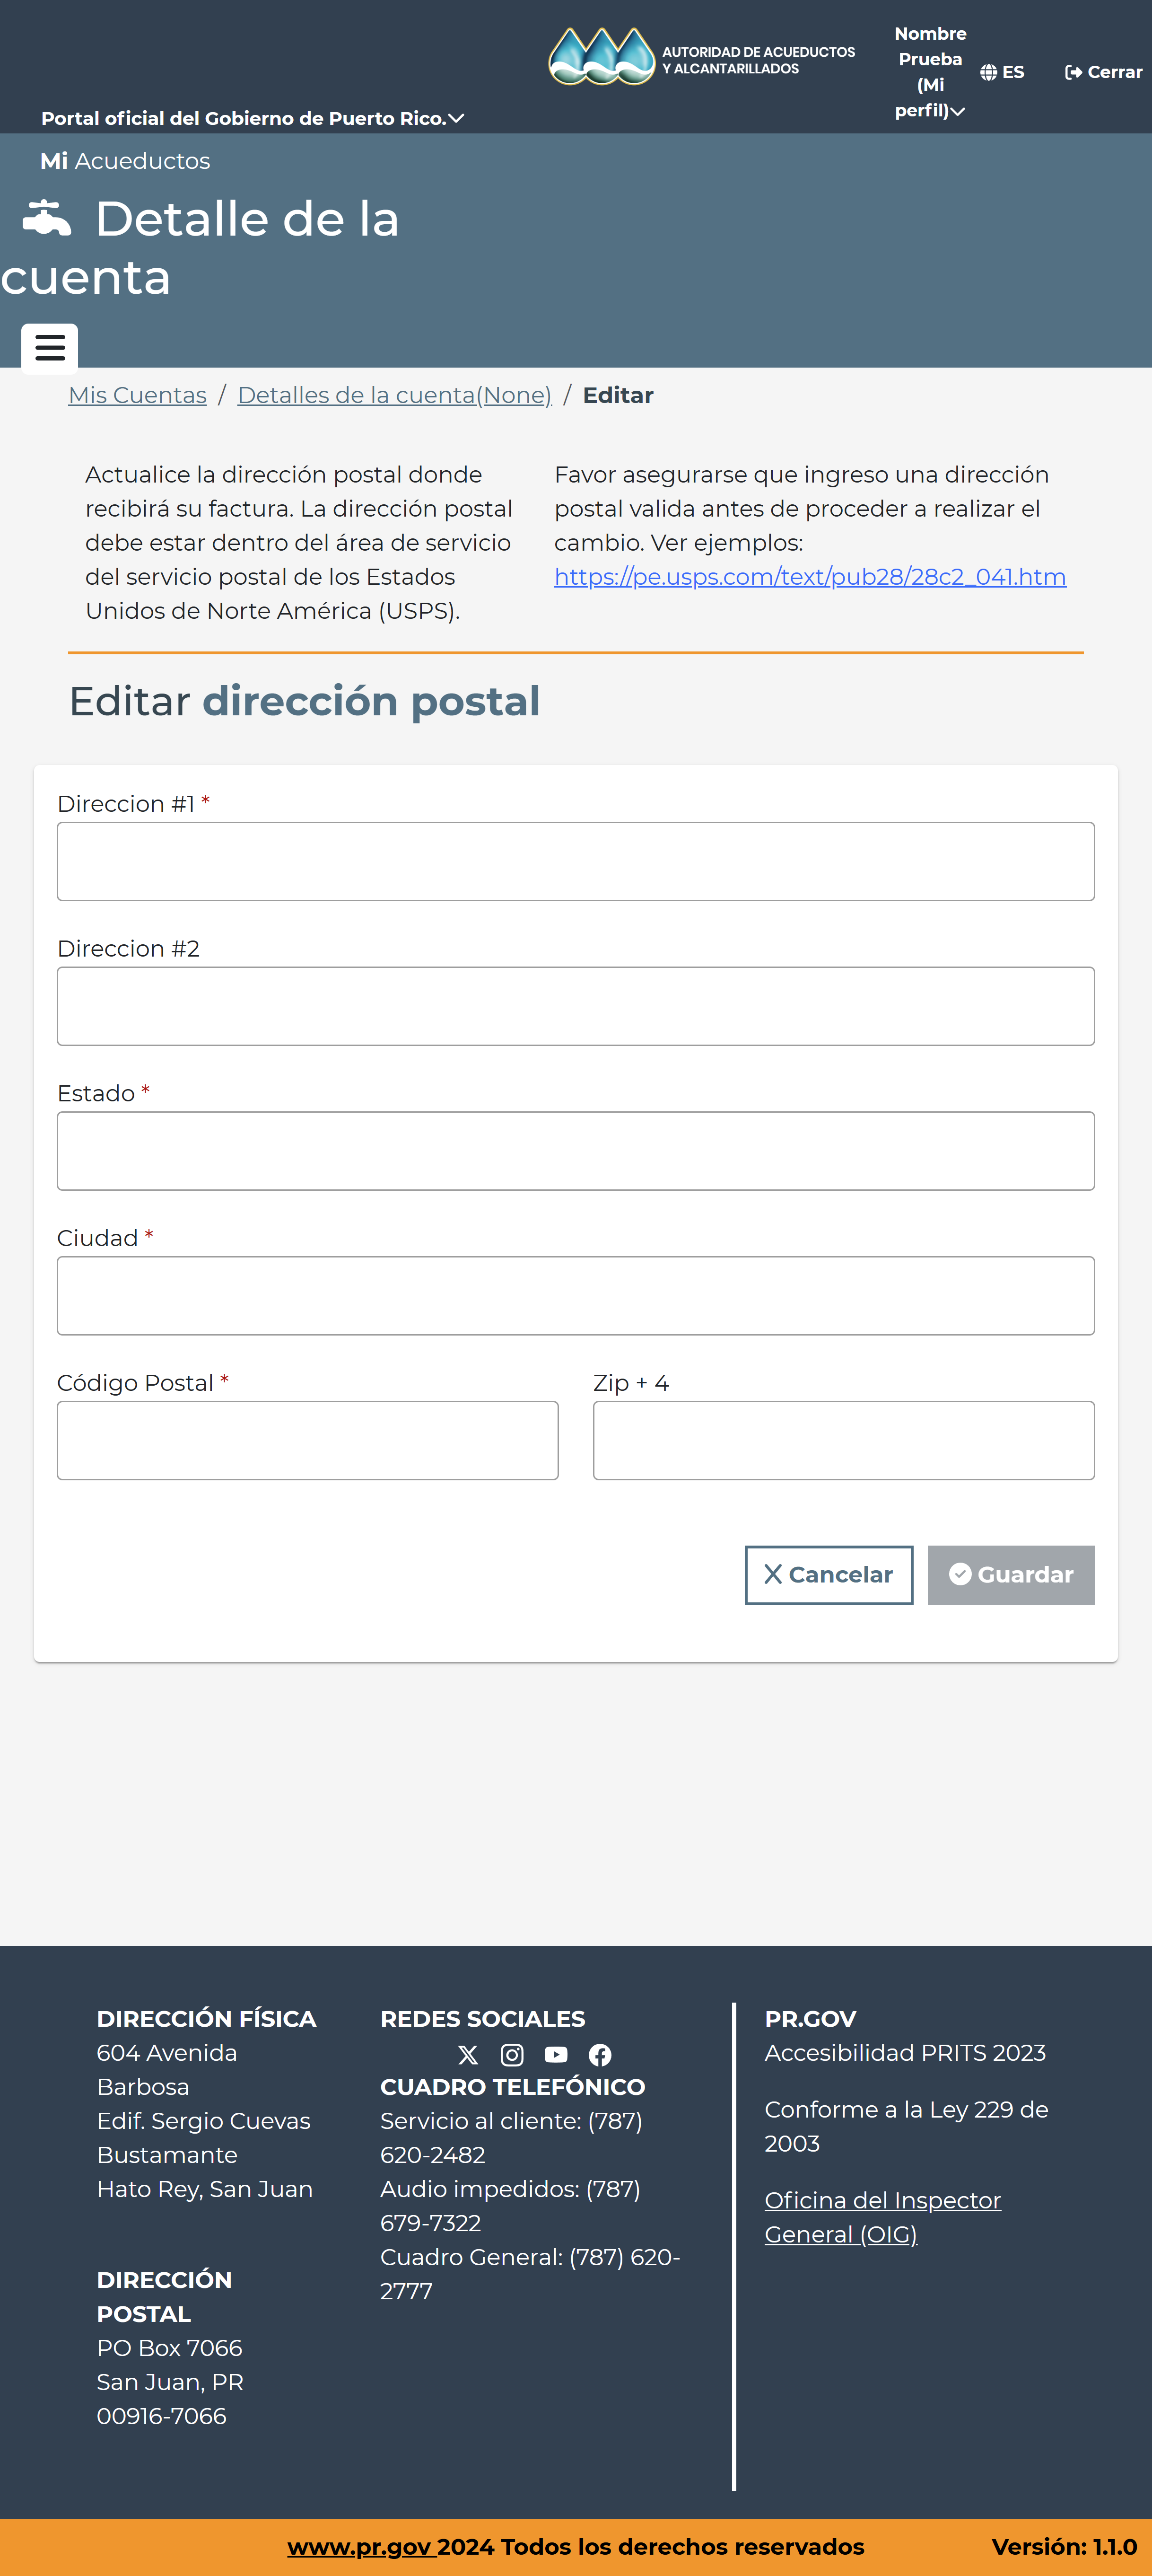 AUTORIDAD DE ACUEDUCTOS
Y ALCANTARILLADOS
Nombre
Prueba
(Mi
perfil)
ES
Cerrar
Portal oficial del Gobierno de Puerto Rico.
Mi Acueductos
Detalle de la
cuenta
Mis Cuentas / Detalles de la cuenta(None) / Editar
Actualice la dirección postal donde
recibirá su factura. La dirección postal
debe estar dentro del área de servicio
del servicio postal de los Estados
Unidos de Norte América (USPS).
Favor asegurarse que ingreso una dirección
postal valida antes de proceder a realizar el
cambio. Ver ejemplos:
https://pe.usps.com/text/pub28/28c2_041.htm
Editar dirección postal
Direccion #1 *
Direccion #2
Estado *
Ciudad *
Código Postal *
Zip + 4
Cancelar
Guardar
DIRECCIÓN FÍSICA
604 Avenida
Barbosa
Edif. Sergio Cuevas
Bustamante
Hato Rey, San Juan
DIRECCIÓN
POSTAL
PO Box 7066
San Juan, PR
00916-7066
REDES SOCIALES
CUADRO TELEFÓNICO
Servicio al cliente: (787)
620-2482
Audio impedidos: (787)
679-7322
Cuadro General: (787) 620-
2777
PR.GOV
Accesibilidad PRITS 2023
Conforme a la Ley 229 de
2003
Oficina del Inspector
General (OIG)
www.pr.gov 2024 Todos los derechos reservados
Versión: 1.1.0